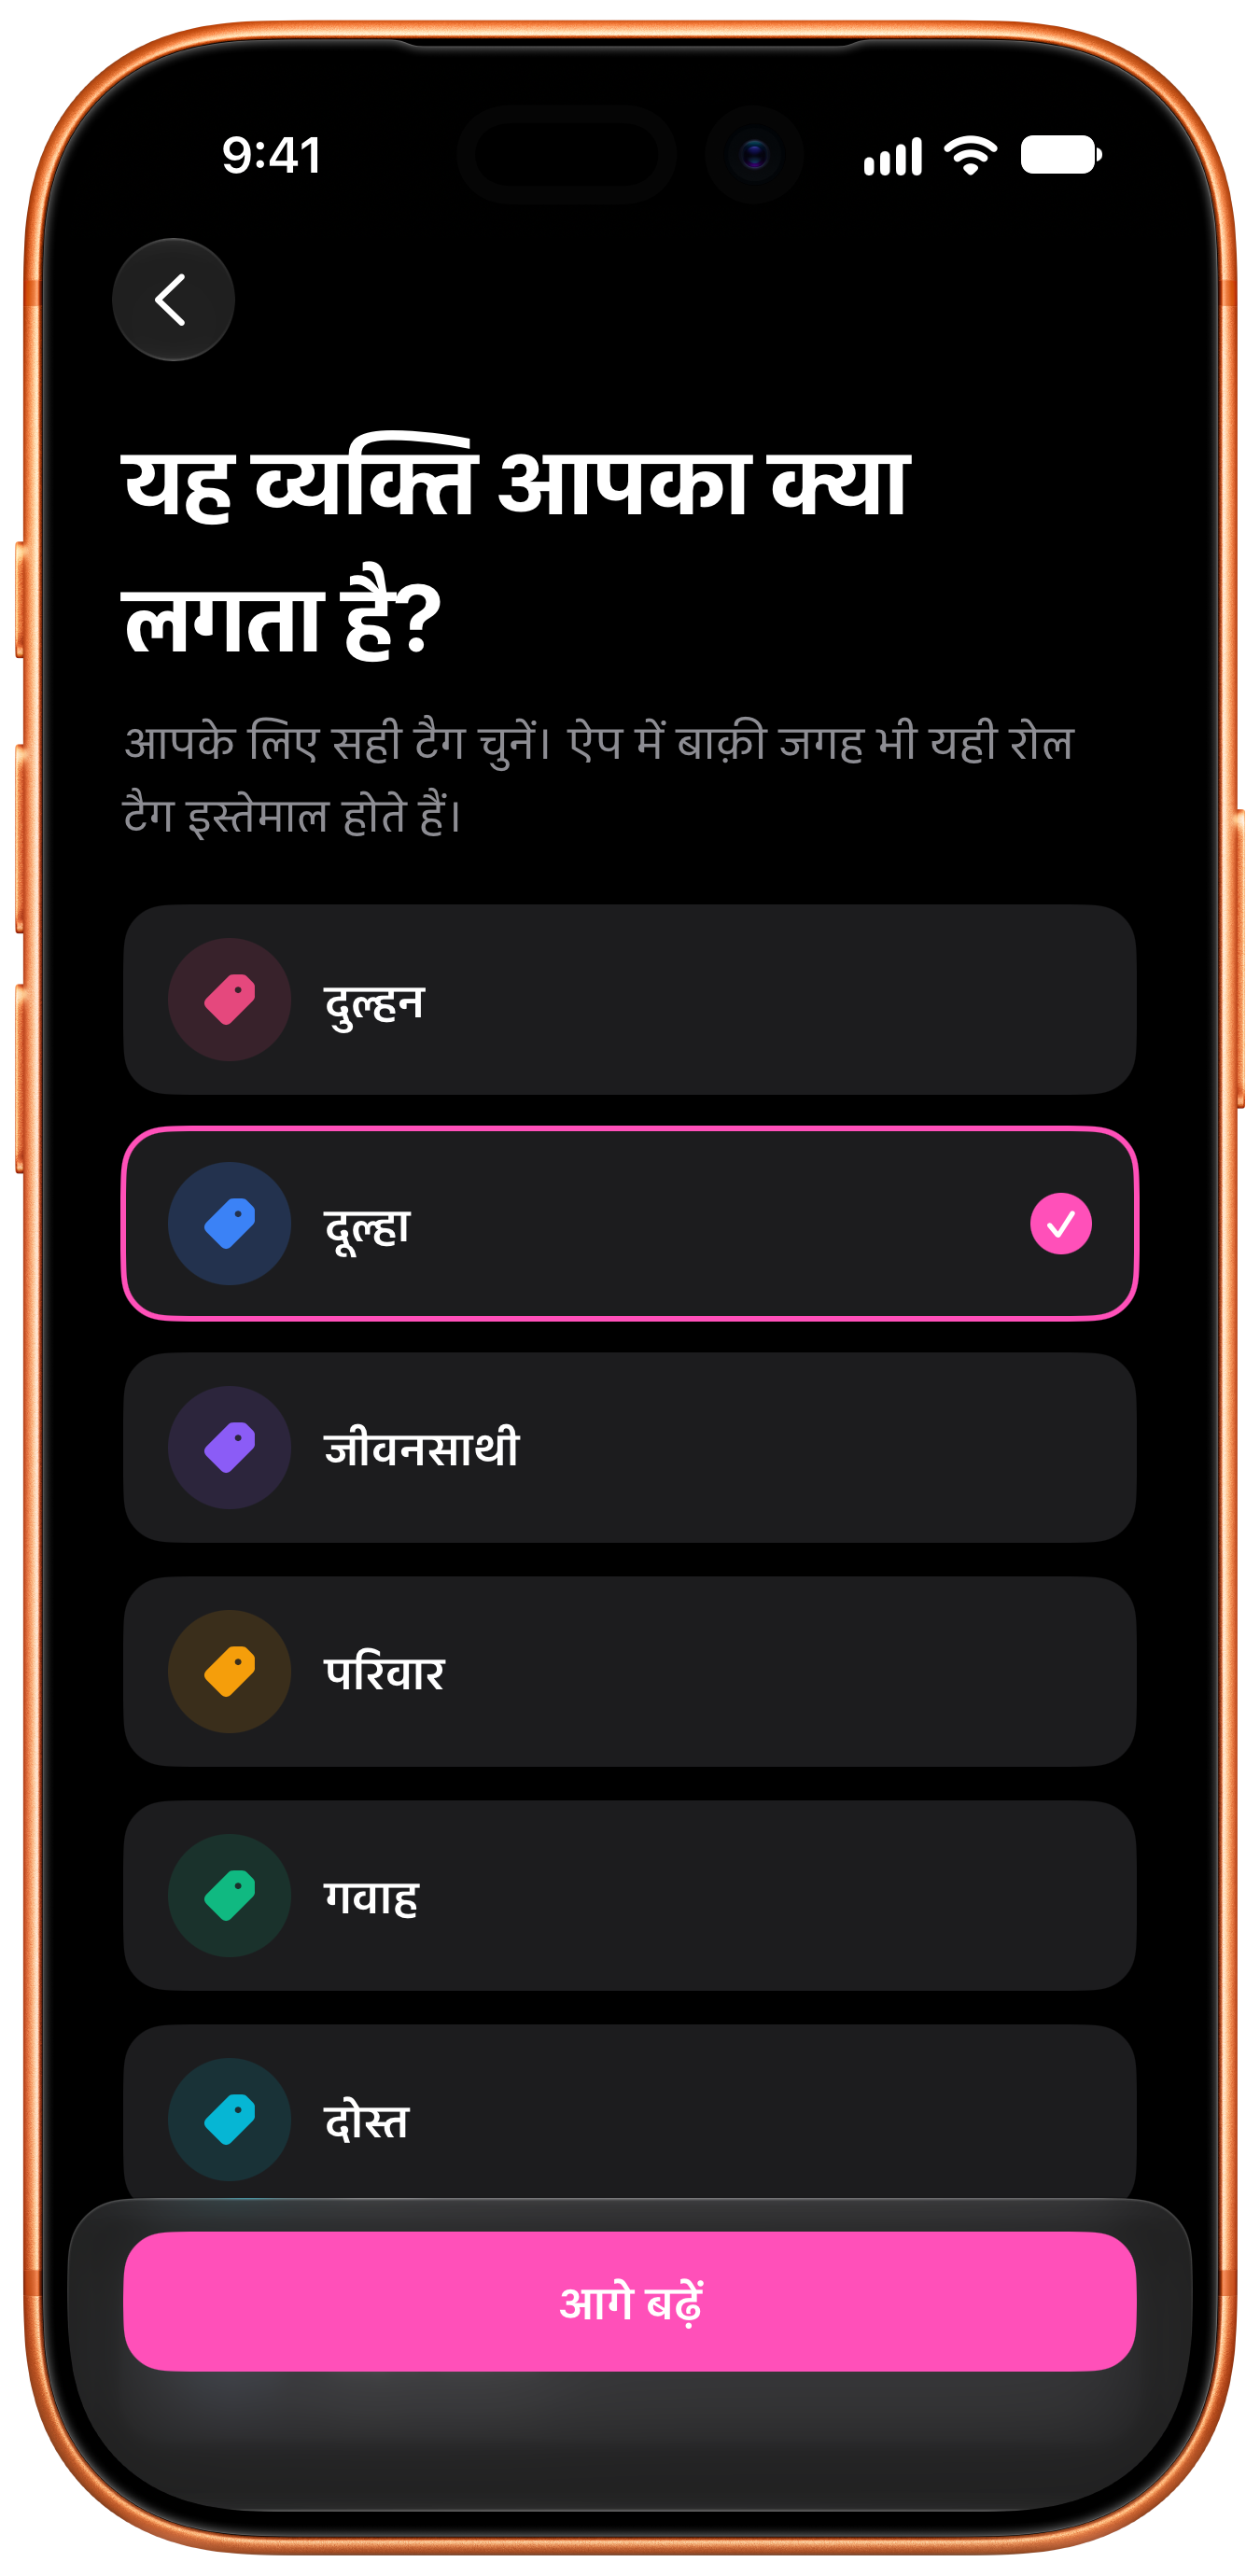 9:41
यह व्यक्ति आपका क्या
लगता है?
आपके लिए सही टैग चुनें। ऐप में बाक़ी जगह भी यही रोल
टैग इस्तेमाल होते हैं।
दुल्हन
दूल्हा
जीवनसाथी
परिवार
गवाह
दोस्त
आगे बढ़ें